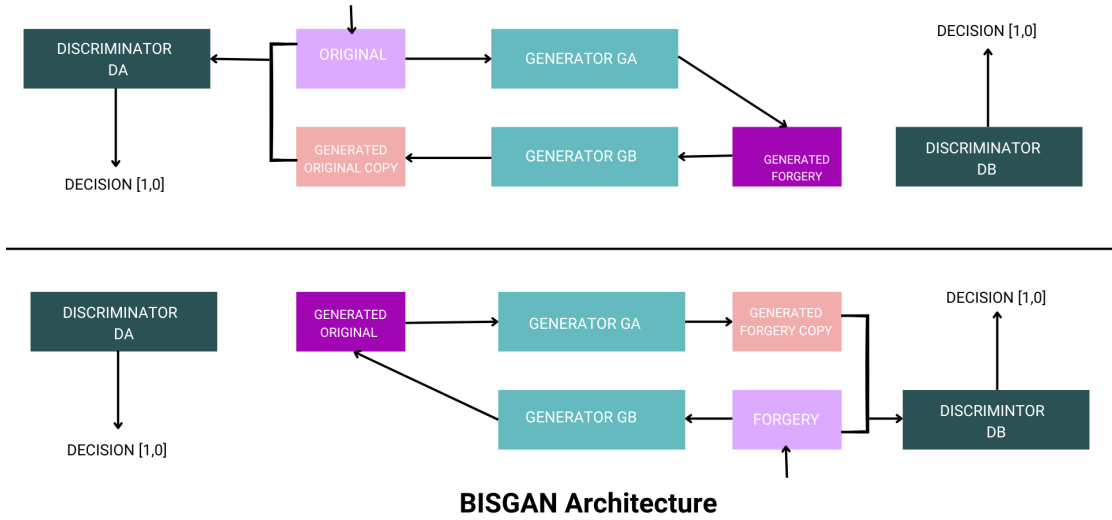 DISCRIMINATOR
DA
ORIGINAL
GENERATOR GA
DECISION [1,0]
GENERATED
ORIGINAL COPY
GENERATOR GB
GENERATED
FORGERY
DISCRIMINATOR
DB
DECISION [1,0]
DISCRIMINATOR
DA
GENERATED
ORIGINAL
GENERATOR GA
GENERATED
FORGERY COPY
DECISION [1,0]
GENERATOR GB
FORGERY
DISCRIMINTOR
DB
DECISION [1,0]
BISGAN Architecture